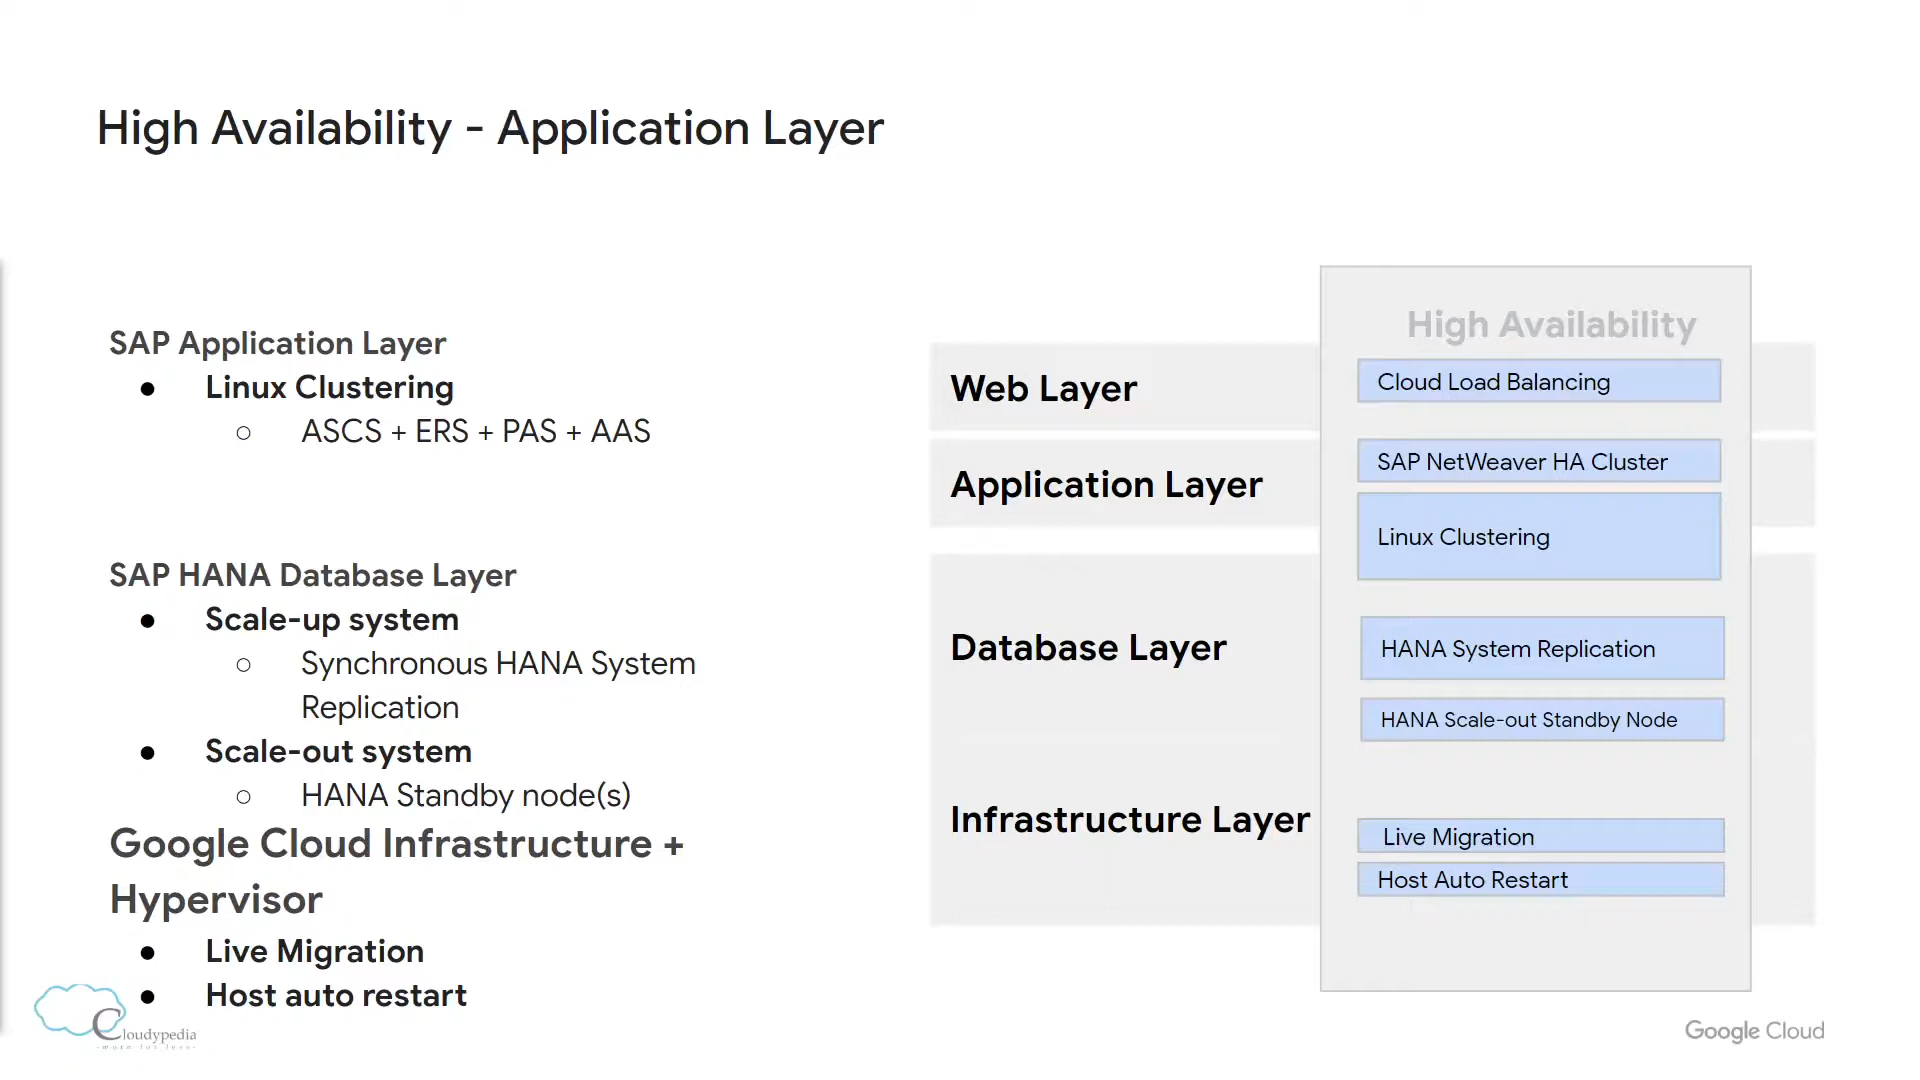 High Availability - Application Layer
SAP Application Layer
● Linux Clustering
○ ASCS + ERS + PAS + AAS
SAP HANA Database Layer
● Scale-up system
○ Synchronous HANA System
Replication
● Scale-out system
○ HANA Standby node(s)
Google Cloud Infrastructure +
Hypervisor
● Live Migration
● Host auto restart
High Availability
Web Layer
Cloud Load Balancing
Application Layer
SAP NetWeaver HA Cluster
Linux Clustering
Database Layer
HANA System Replication
HANA Scale-out Standby Node
Infrastructure Layer
Live Migration
Host Auto Restart
Cloudypedia
-more for less-
Google Cloud